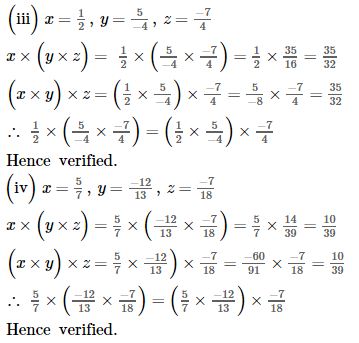 (iii) x = 1/2 , y = 5/-4 , z = -7/4
x × (y × z) = 1/2 × (5/-4 × -7/4) = 1/2 × 35/16 = 35/32
(x × y) × z = (1/2 × 5/-4) × -7/4 = 5/-8 × -7/4 = 35/32
∴ 1/2 × (5/-4 × -7/4) = (1/2 × 5/-4) × -7/4
Hence verified.
(iv) x = 5/7 , y = -12/13 , z = -7/18
x × (y × z) = 5/7 × (-12/13 × -7/18) = 5/7 × 14/39 = 10/39
(x × y) × z = 5/7 × -12/13) × -7/18 = -60/91 × -7/18 = 10/39
∴ 5/7 × (-12/13 × -7/18) = (5/7 × -12/13) × -7/18
Hence verified.